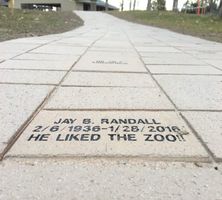 JAY B. RANDALL
2/6/1936-1/28/2016
HE LIKED THE ZOO!!